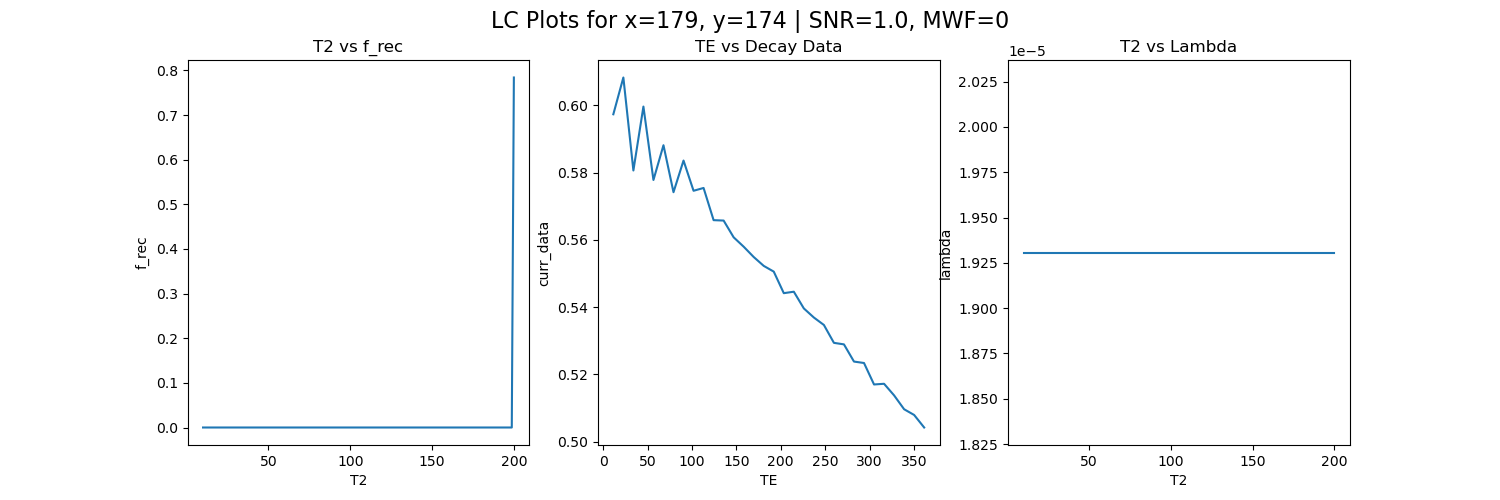 LC Plots for x=179, y=174 | SNR=1.0, MWF=0
T2 vs f_rec
0.8
0.7
0.6
0.5
0.4
0.3
0.2
0.1
0.0
f_rec
50 100 150 200
T2
TE vs Decay Data
0.60
0.58
0.56
0.54
0.52
0.50
curr_data
0 50 100 150 200 250 300 350
TE
T2 vs Lambda
1e−5
2.025
2.000
1.975
1.950
1.925
1.900
1.875
1.850
1.825
lambda
50 100 150 200
T2